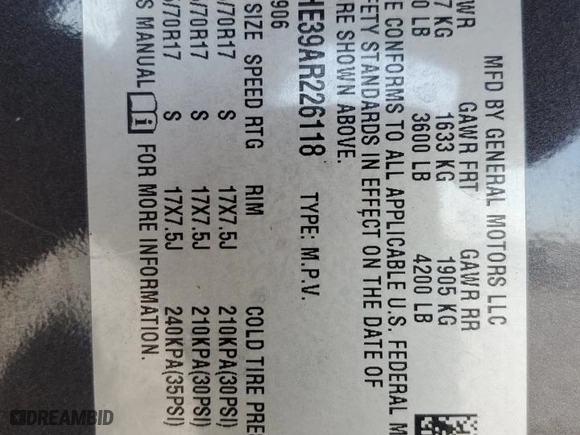 MFD BY GENERAL MOTORS LLC
GAWR FRT GAWR RR
7 KG 1633 KG 1905 KG
0 LB 3600 LB 4200 LB
E CONFORMS TO ALL APPLICABLE U.S. FEDERAL M
FETY STANDARDS IN EFFECT ON THE DATE OF
RE SHOWN ABOVE.
HE39AR226118 TYPE: M.P.V.
906
SIZE SPEED RTG RIM COLD TIRE PRES
/70R17 S 17X7.5J 210KPA(30PSI)
/70R17 S 17X7.5J 210KPA(30PSI)
/70R17 S 17X7.5J 240KPA(35PSI)
S MANUAL FOR MORE INFORMATION.
DREAMBID